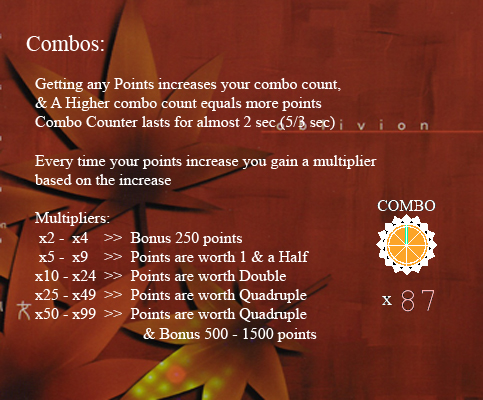 Combos:
Getting any Points increases your combo count,
& A Higher combo count equals more points
Combo Counter lasts for almost 2 sec (5/3 sec)
Every time your points increase you gain a multiplier
based on the increase
Multipliers:
x2 - x4 >> Bonus 250 points
x5 - x9 >> Points are worth 1 & a Half
x10 - x24 >> Points are worth Double
x25 - x49 >> Points are worth Quadruple
x50 - x99 >> Points are worth Quadruple
& Bonus 500 - 1500 points
COMBO
x 87